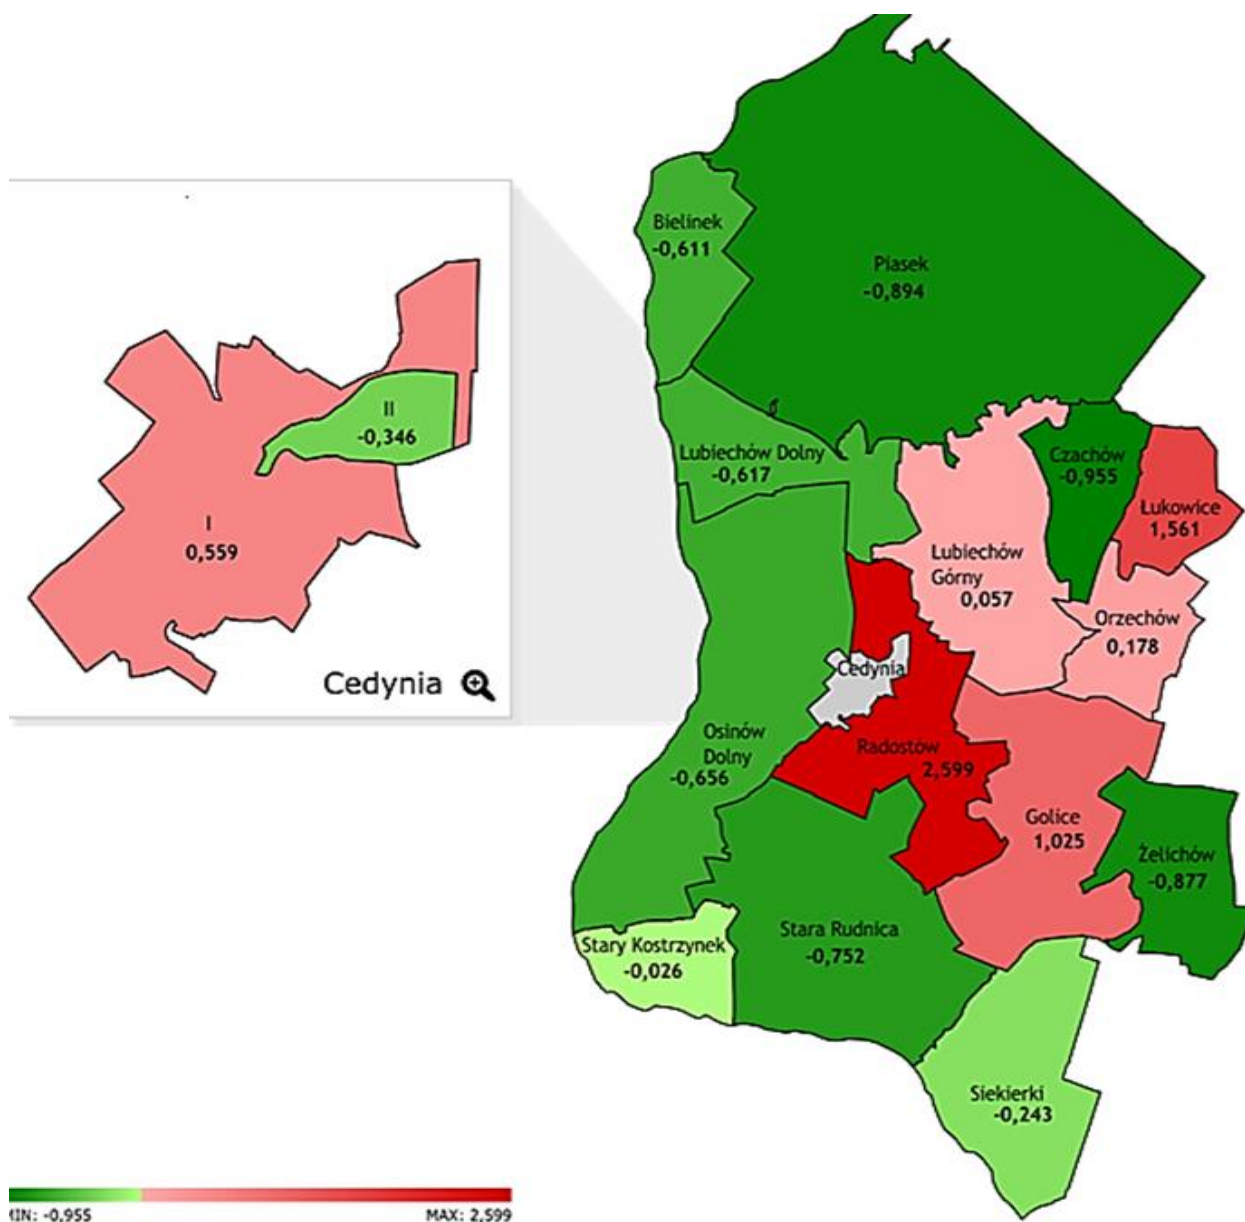 Bielinek
-0,611
Piasek
-0,894
II
-0,346
Lubiechów Dolny
-0,617
Czachów
-0,955
Łukowice
1,561
I
0,559
Lubiechów
Górny
0,057
Orzechów
0,178
Cedynia
Cedynia
Osinów
Dolny
-0,656
Radostów
2,599
Golice
1,025
Żelichów
-0,877
Stary Kostrzynek
-0,026
Stara Rudnica
-0,752
Siekierki
-0,243
MIN: -0,955
MAX: 2,599